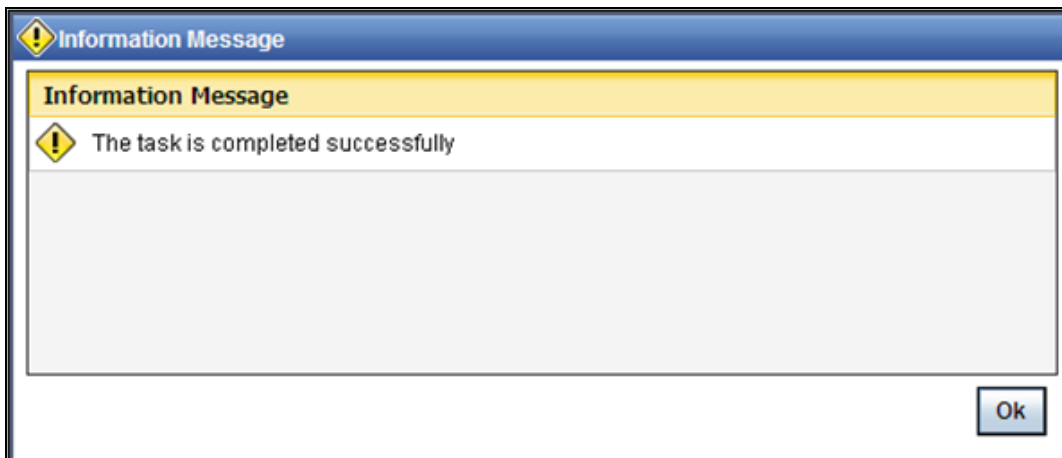 Information Message
Information Message
The task is completed successfully
Ok